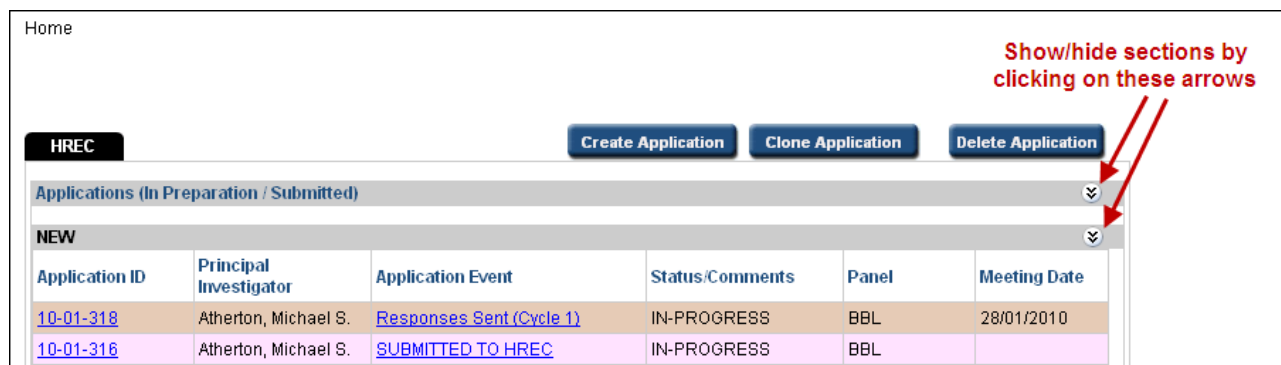 Home
Show/hide sections by
clicking on these arrows
HREC
Create Application
Clone Application
Delete Application
Applications (In Preparation / Submitted)
NEW
Application ID
Principal
Investigator
Application Event
Status/Comments
Panel
Meeting Date
10-01-318 Atherton, Michael S. Responses Sent (Cycle 1) IN-PROGRESS BBL 28/01/2010
10-01-316 Atherton, Michael S. SUBMITTED TO HREC IN-PROGRESS BBL